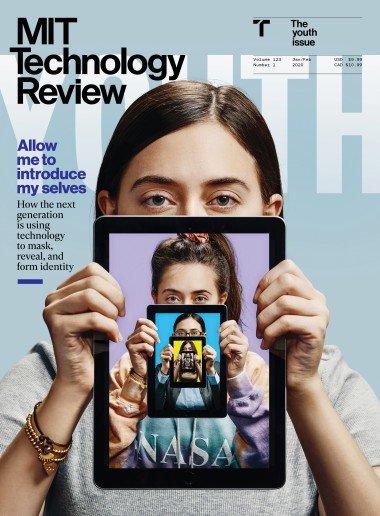 MIT
Technology
Review
The
youth
issue
Volume 123
Number 1
Jan/Feb
2020
USD $9.99
CAD $10.99
YOUTH
Allow
me to
introduce
my selves
How the next
generation
is using
technology
to mask,
reveal, and
form identity
NASA